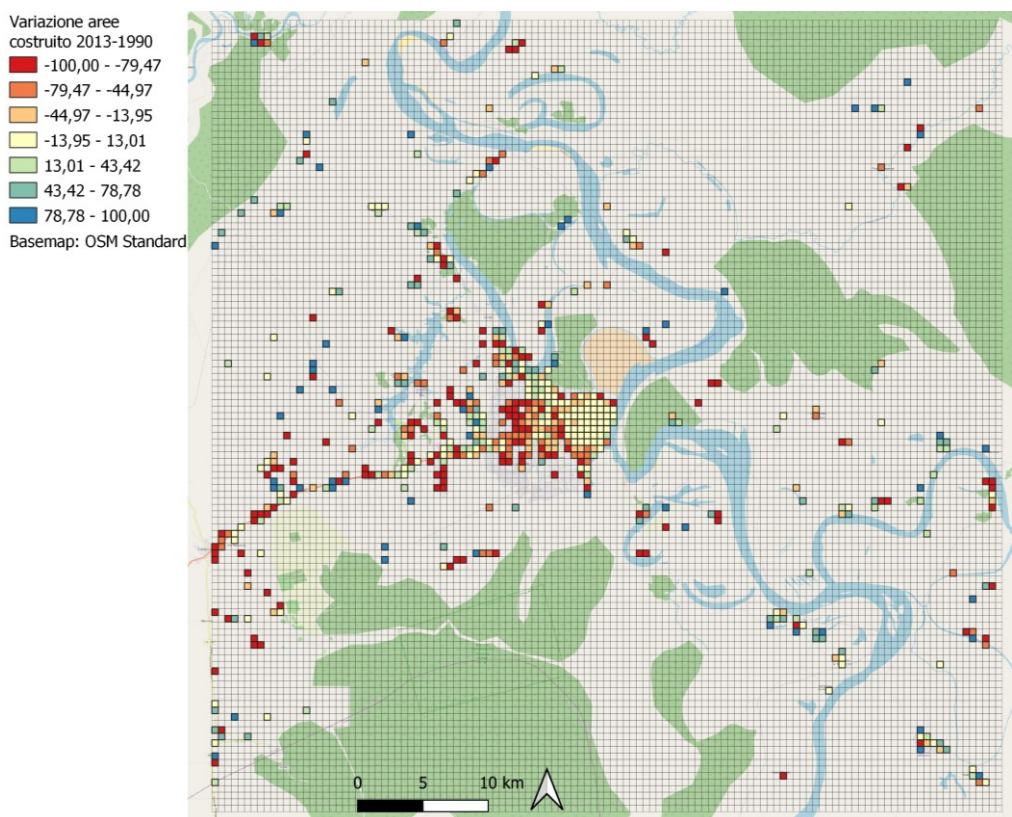 Variazione aree
costruito 2013-1990
-100,00 - -79,47
-79,47 - -44,97
-44,97 - -13,95
-13,95 - 13,01
13,01 - 43,42
43,42 - 78,78
78,78 - 100,00
Basemap: OSM Standard
0 5 10 km